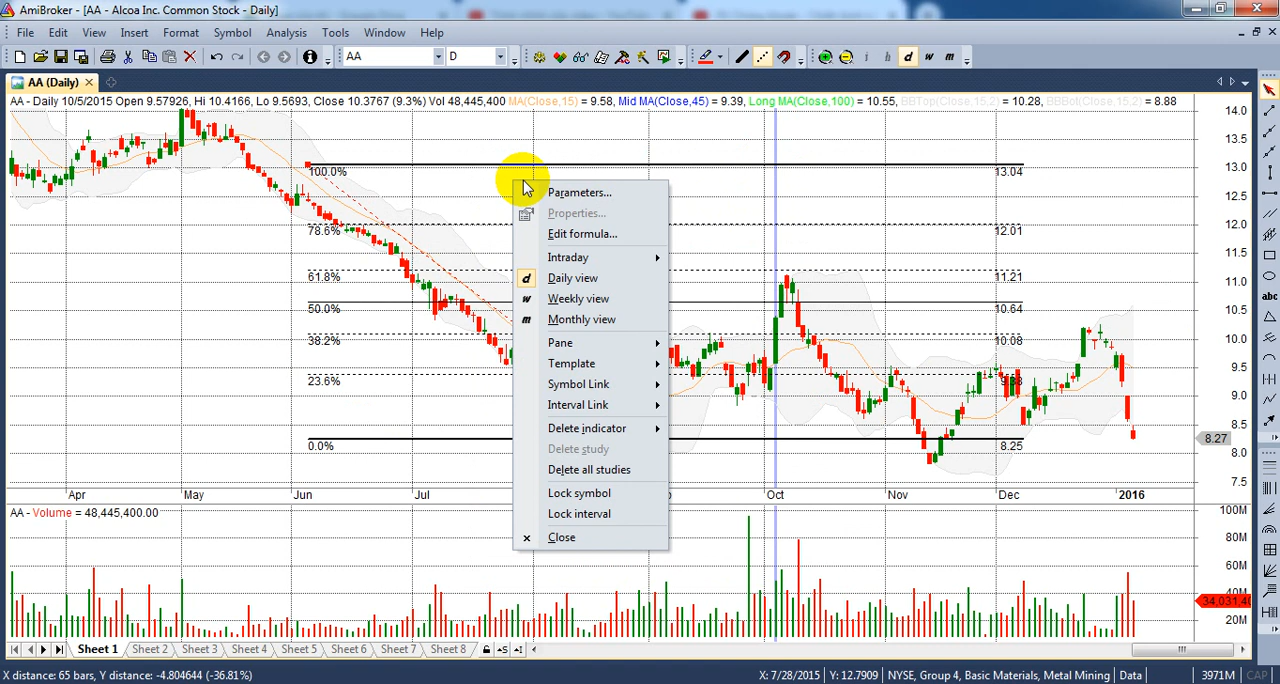 AmiBroker - [AA - Alcoa Inc. Common Stock - Daily]
File Edit View Insert Format Symbol Analysis Tools Window Help
AA D i h d w m
AA (Daily)
AA - Daily 10/5/2015 Open 9.57926, Hi 10.4166, Lo 9.5693, Close 10.3767 (9.3%) Vol 48,445,400 MA(Close,15) = 9.58, Mid MA(Close,45) = 9.39, Long MA(Close,100) = 10.55, BBTop(Close,15,2) = 10.28, BBBot(Close,15,2) = 8.88
14.0
13.5
13.0
12.5
12.0
11.5
11.0
10.5
10.0
9.5
9.0
8.5
8.27
8.0
7.5
100.0% 13.04
78.6% 12.01
61.8% 11.21
50.0% 10.64
38.2% 10.08
23.6%
0.0% 8.25
Parameters...
Properties...
Edit formula...
Intraday
d Daily view
w Weekly view
m Monthly view
Pane
Template
Symbol Link
Interval Link
Delete indicator
Delete study
Delete all studies
Lock symbol
Lock interval
Close
abc
Apr May Jun Jul Oct Nov Dec 2016
AA - Volume = 48,445,400.00
100M
80M
60M
40M
20M
Sheet 1 Sheet 2 Sheet 3 Sheet 4 Sheet 5 Sheet 6 Sheet 7 Sheet 8
X distance: 65 bars, Y distance: -4.804644 (-36.81%) X: 7/28/2015, Y: 12.7909 NYSE, Group 4, Basic Materials, Metal Mining Data 3971M CAP